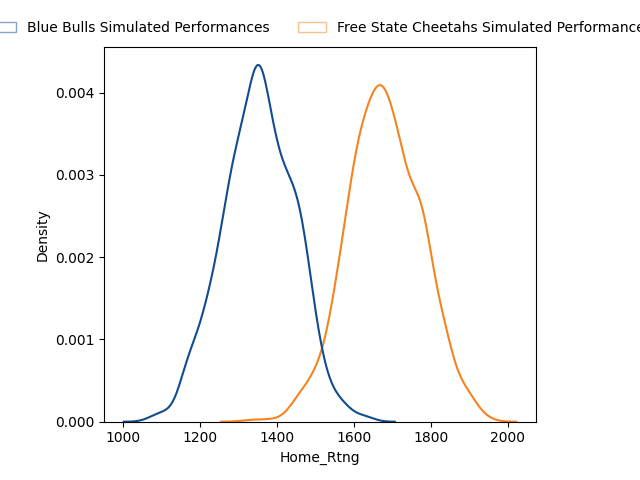 Blue Bulls Simulated Performances Free State Cheetahs Simulated Performance
0.004
0.003
0.002
0.001
0.000
Density
1000 1200 1400 1600 1800 2000
Home_Rtng